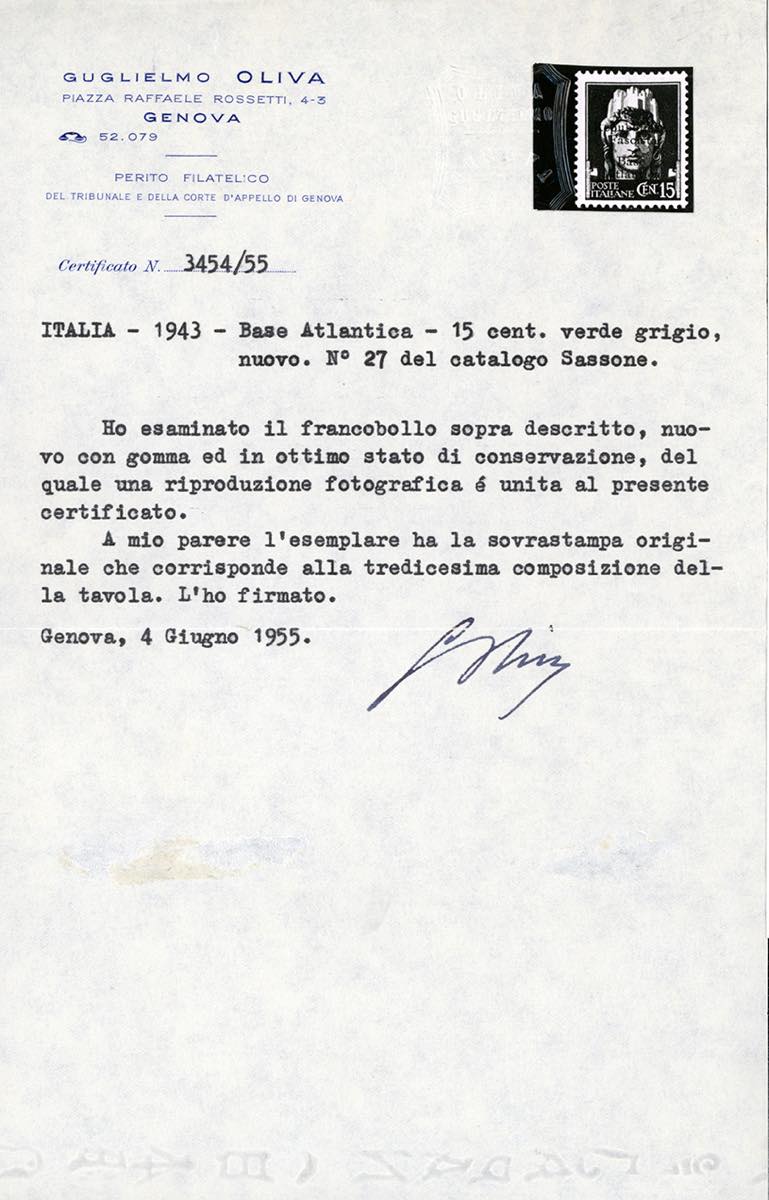 GUGLIELMO OLIVA
PIAZZA RAFFAELE ROSSETTI, 4-3
GENOVA
52.079
PERITO FILATELICO
DEL TRIBUNALE E DELLA CORTE D'APPELLO DI GENOVA
Certificato N. 3454/55
POSTE
ITALIANE CENT. 15
ITALIA - 1943 - Base Atlantica - 15 cent. verde grigio,
nuovo. Nº 27 del catalogo Sassone.
Ho esaminato il francobollo sopra descritto, nuo-
vo con gomma ed in ottimo stato di conservazione, del
quale una riproduzione fotografica é unita al presente
certificato.
A mio parere l'esemplare ha la sovrastampa origi-
nale che corrisponde alla tredicesima composizione del-
la tavola. L'ho firmato.
Genova, 4 Giugno 1955.